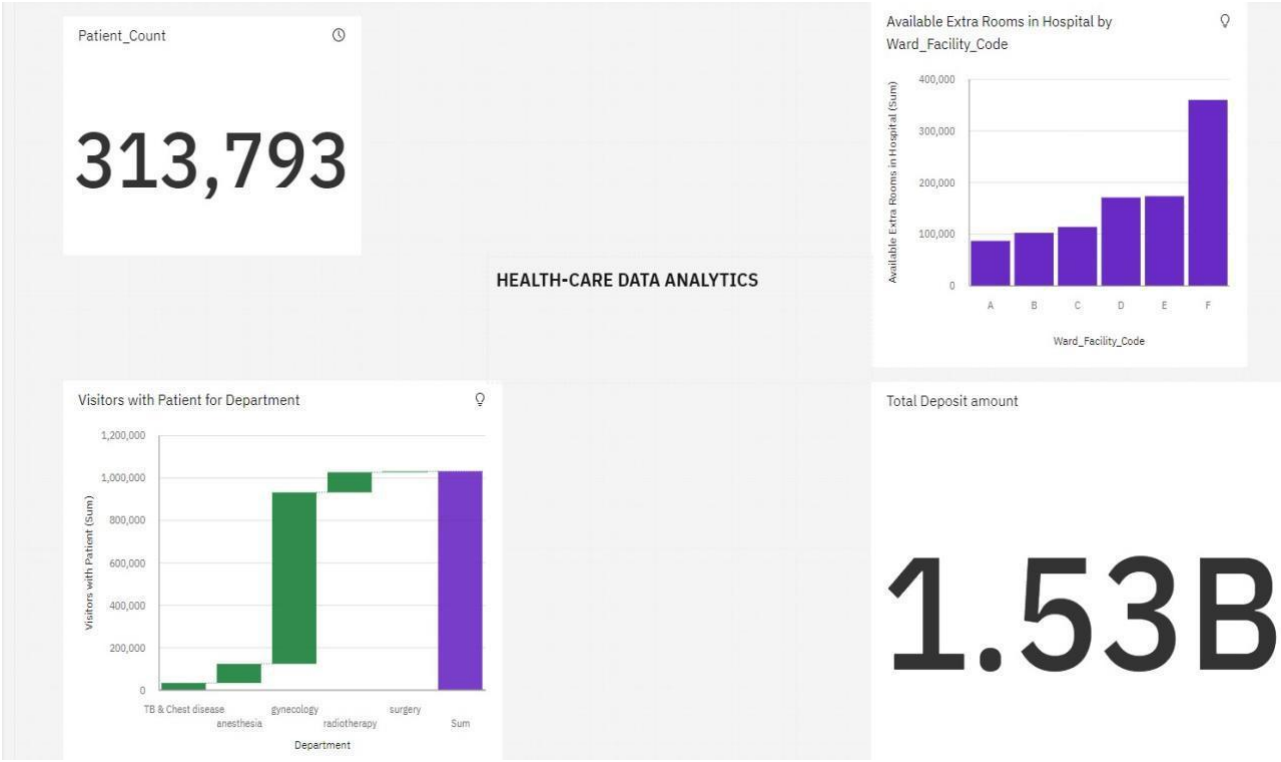 Patient_Count
313,793
Available Extra Rooms in Hospital by
Ward_Facility_Code
Available Extra Rooms in Hospital (Sum)
400,000
300,000
200,000
100,000
0
A B C D E F
Ward_Facility_Code
HEALTH-CARE DATA ANALYTICS
Visitors with Patient for Department
Visitors with Patient (Sum)
1,200,000
1,000,000
800,000
600,000
400,000
200,000
0
TB & Chest disease gynecology surgery
anesthesia radiotherapy Sum
Department
Total Deposit amount
1.53B